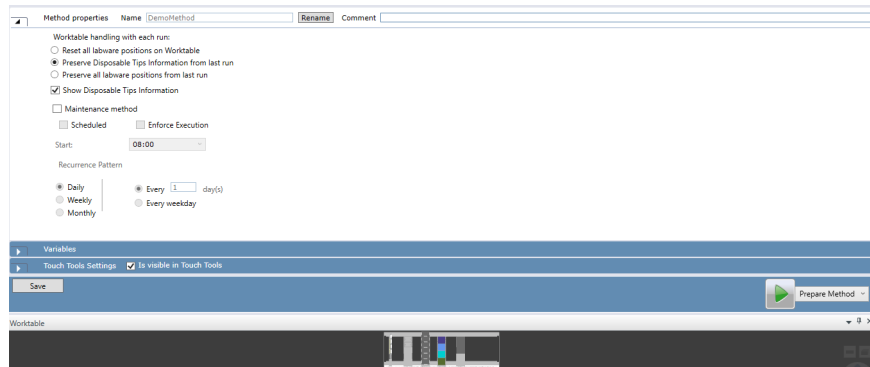 Method properties Name DemoMethod Rename Comment
Worktable handling with each run:
Reset all labware positions on Worktable
Preserve Disposable Tips Information from last run
Preserve all labware positions from last run
Show Disposable Tips Information
Maintenance method
Scheduled Enforce Execution
Start: 08:00
Recurrence Pattern
Daily Every 1 day(s)
Weekly Every weekday
Monthly
Variables
Touch Tools Settings Is visible in Touch Tools
Save
Prepare Method
Worktable